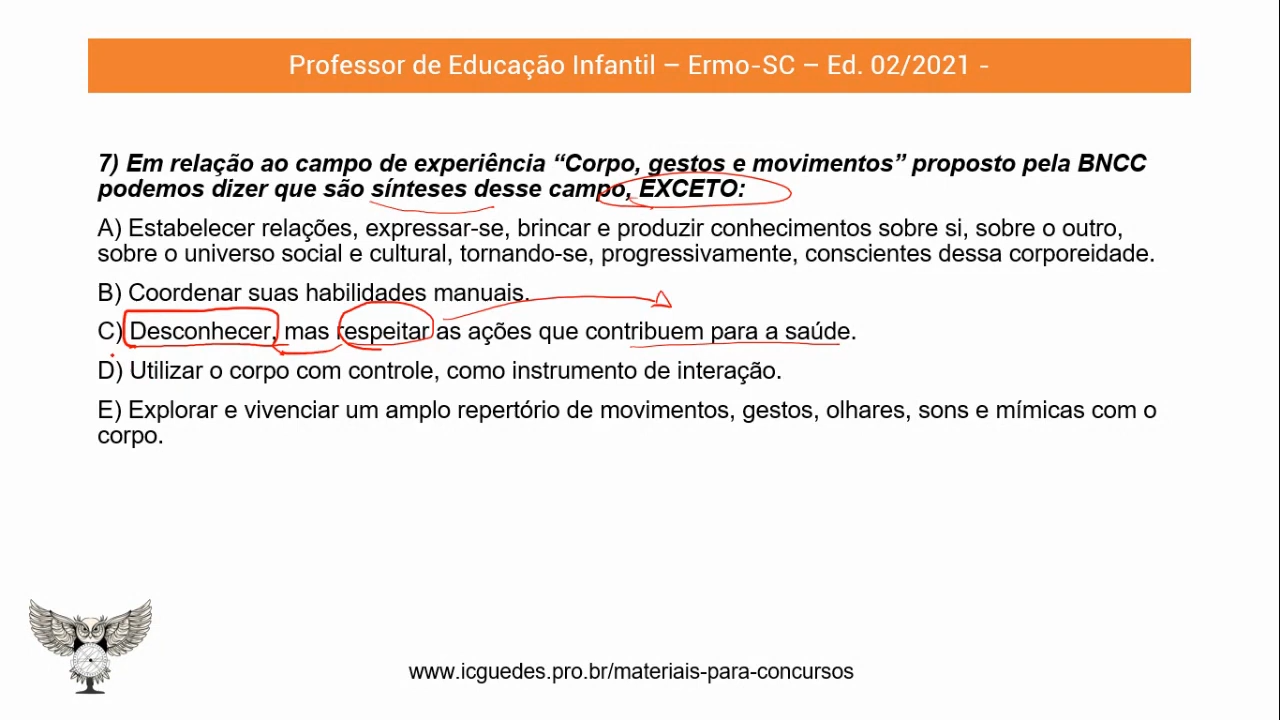 Professor de Educação Infantil – Ermo-SC – Ed. 02/2021 -
7) Em relação ao campo de experiência “Corpo, gestos e movimentos” proposto pela BNCC
podemos dizer que são sínteses desse campo, EXCETO:
A) Estabelecer relações, expressar-se, brincar e produzir conhecimentos sobre si, sobre o outro,
sobre o universo social e cultural, tornando-se, progressivamente, conscientes dessa corporeidade.
B) Coordenar suas habilidades manuais.
C) Desconhecer, mas respeitar as ações que contribuem para a saúde.
D) Utilizar o corpo com controle, como instrumento de interação.
E) Explorar e vivenciar um amplo repertório de movimentos, gestos, olhares, sons e mímicas com o
corpo.
www.icguedes.pro.br/materiais-para-concursos